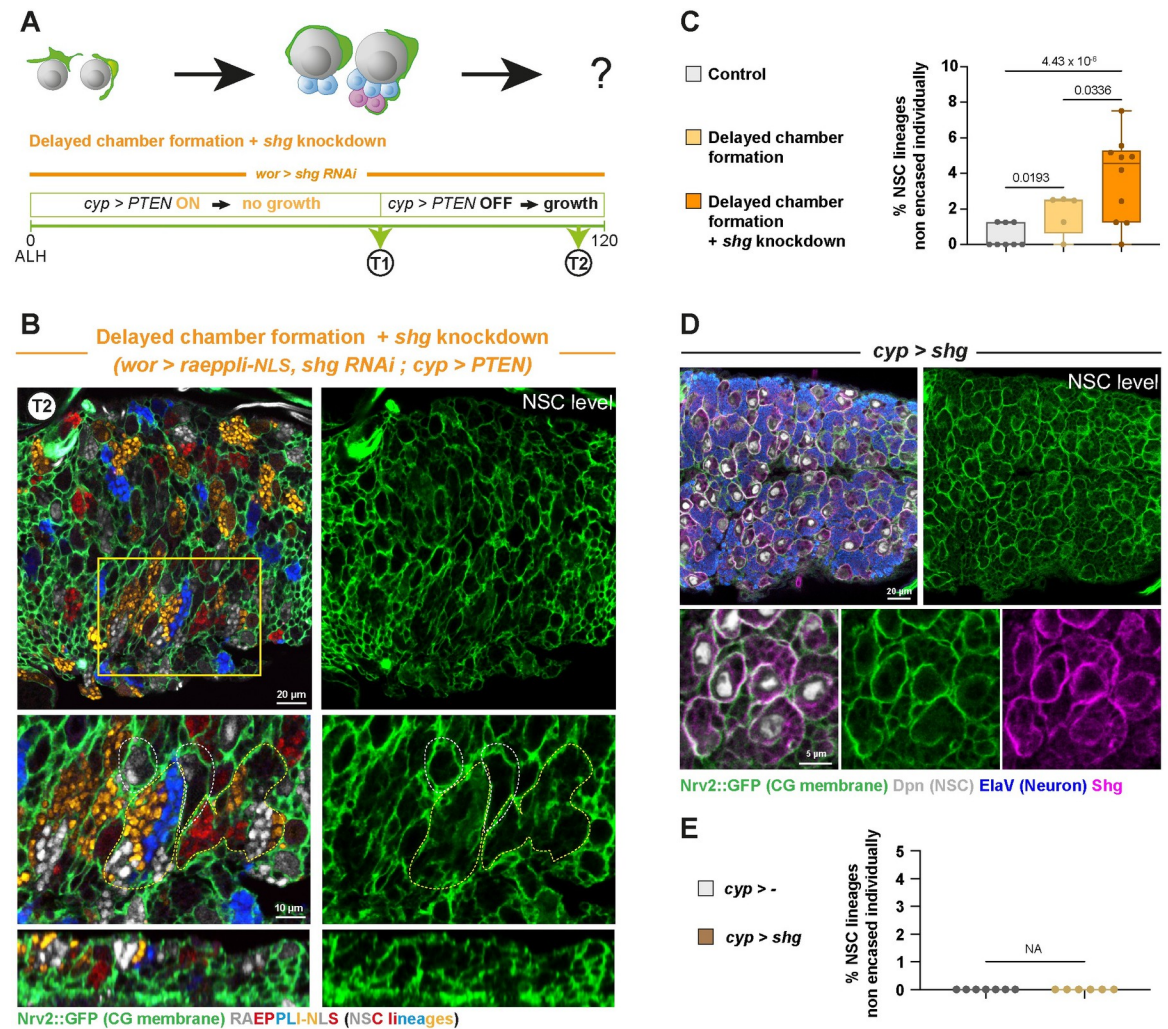 A
?
Delayed chamber formation + shg knockdown
wor > shg RNAi
cyp > PTEN ON → no growth
cyp > PTEN OFF → growth
0
120
ALH
T1
T2
B
Delayed chamber formation + shg knockdown
(wor > raeppli-NLS, shg RNAi ; cyp > PTEN)
T2
NSC level
20 µm
10 µm
Nrv2::GFP (CG membrane) RAEPPLI-NLS (NSC lineages)
C
Control
Delayed chamber
formation
Delayed chamber
formation
+ shg knockdown
% NSC lineages
non encased individually
10
8
6
4
2
0
4.43 x 10-6
0.0336
0.0193
D
cyp > shg
NSC level
20 µm
5 µm
Nrv2::GFP (CG membrane) Dpn (NSC) ElaV (Neuron) Shg
E
cyp > -
cyp > shg
% NSC lineages
non encased individually
5
4
3
2
1
0
NA